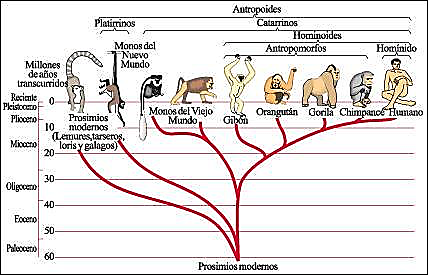 Antropoides
Platirrinos
Catarrinos
Hominoides
Monos del
Nuevo
Mundo
Antropomorfos
Homínido
Millones
de años
transcurridos
Reciente
Pleistoceno
0
Plioceno
Prosimios
modernos
(Lemures,tarseros,
loris y galagos)
Monos del Viejo
Mundo
Gibón
Orangután
Gorila
Chimpance
Humano
10
Mioceno
20
30
Oligoceno
40
Eoceno
50
Paleoceno
60
Prosimios modernos